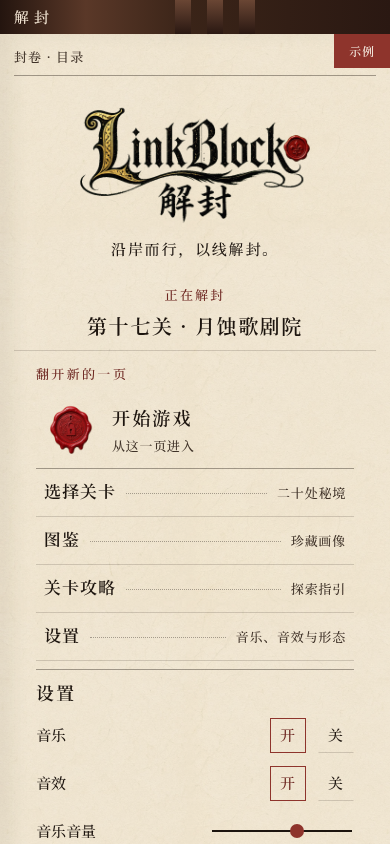 解封
封卷 · 目录
示例
LinkBlock
解封
沿岸而行，以线解封。
正在解封
第十七关 · 月蚀歌剧院
翻开新的一页
开始游戏
从这一页进入
选择关卡 二十处秘境
图鉴 珍藏画像
关卡攻略 探索指引
设置 音乐、音效与形态
设置
音乐 开 关
音效 开 关
音乐音量